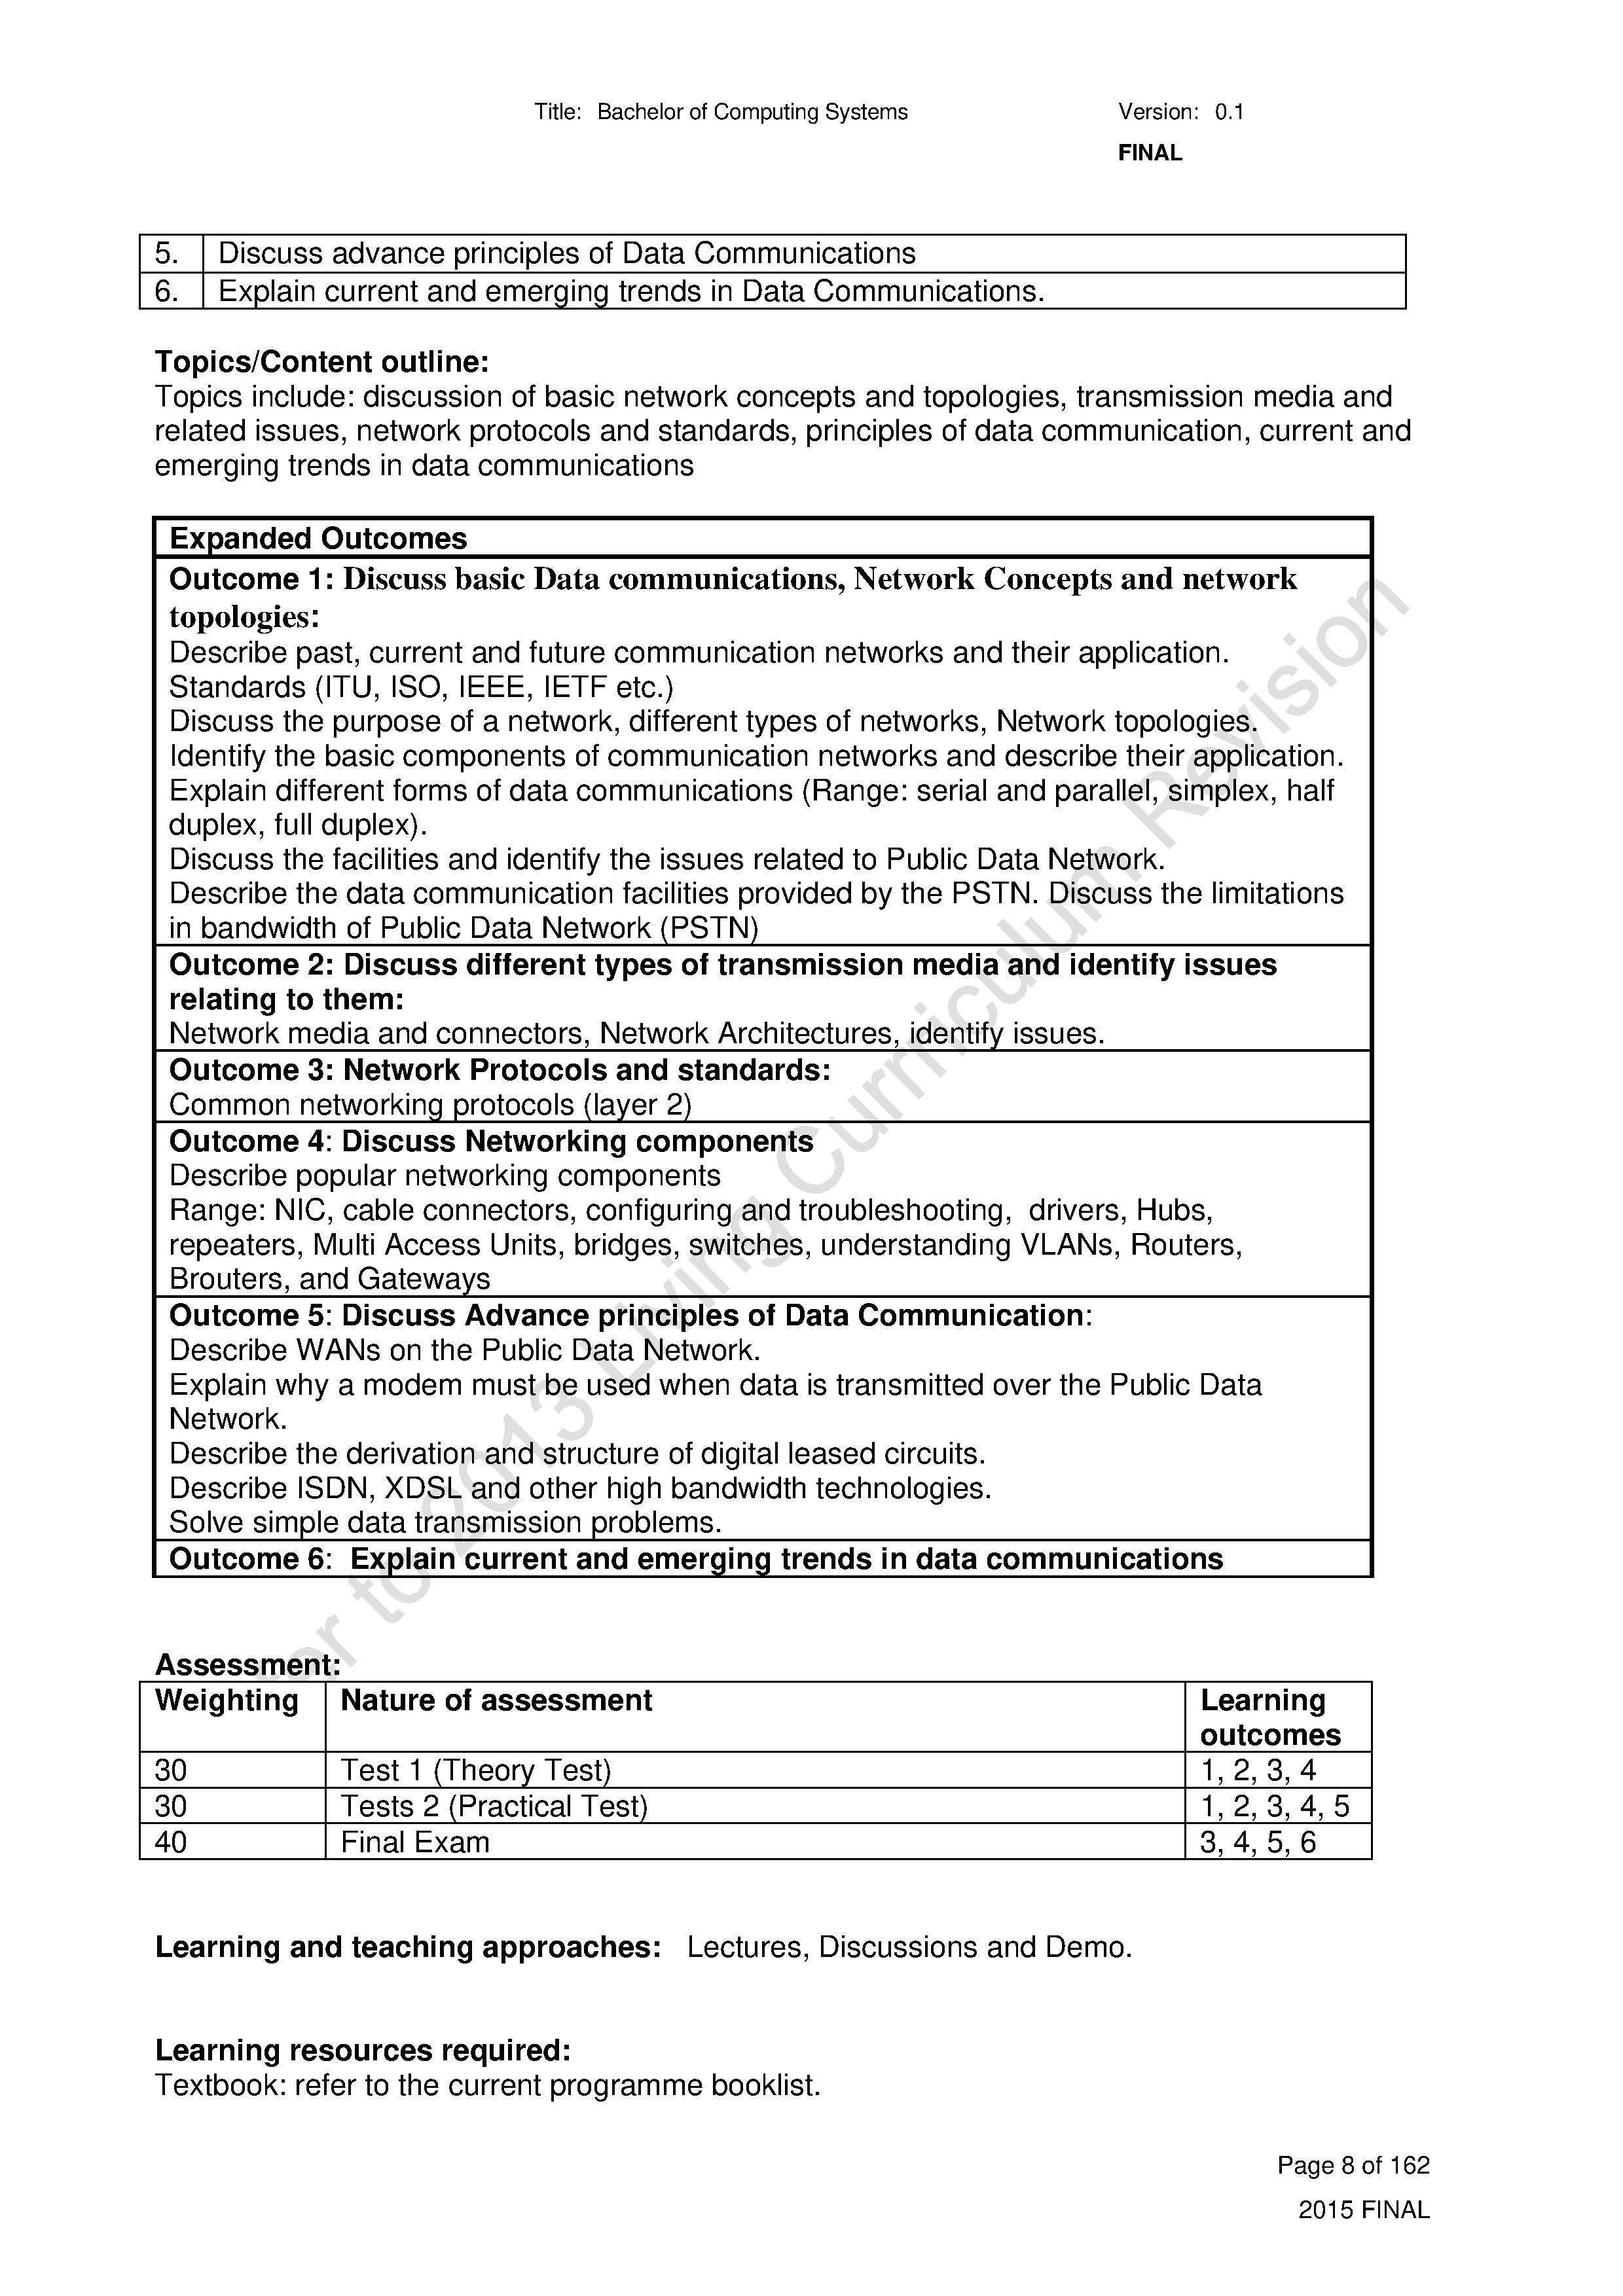 Title: Bachelor of Computing Systems Version: 0.1
FINAL
5. Discuss advance principles of Data Communications
6. Explain current and emerging trends in Data Communications.
Topics/Content outline:
Topics include: discussion of basic network concepts and topologies, transmission media and
related issues, network protocols and standards, principles of data communication, current and
emerging trends in data communications
Expanded Outcomes
Outcome 1: Discuss basic Data communications, Network Concepts and network
topologies:
Describe past, current and future communication networks and their application.
Standards (ITU, ISO, IEEE, IETF etc.)
Discuss the purpose of a network, different types of networks, Network topologies.
Identify the basic components of communication networks and describe their application.
Explain different forms of data communications (Range: serial and parallel, simplex, half
duplex, full duplex).
Discuss the facilities and identify the issues related to Public Data Network.
Describe the data communication facilities provided by the PSTN. Discuss the limitations
in bandwidth of Public Data Network (PSTN)
Outcome 2: Discuss different types of transmission media and identify issues
relating to them:
Network media and connectors, Network Architectures, identify issues.
Outcome 3: Network Protocols and standards:
Common networking protocols (layer 2)
Outcome 4: Discuss Networking components
Describe popular networking components
Range: NIC, cable connectors, configuring and troubleshooting, drivers, Hubs,
repeaters, Multi Access Units, bridges, switches, understanding VLANs, Routers,
Brouters, and Gateways
Outcome 5: Discuss Advance principles of Data Communication:
Describe WANs on the Public Data Network.
Explain why a modem must be used when data is transmitted over the Public Data
Network.
Describe the derivation and structure of digital leased circuits.
Describe ISDN, XDSL and other high bandwidth technologies.
Solve simple data transmission problems.
Outcome 6: Explain current and emerging trends in data communications
Assessment:
Weighting Nature of assessment Learning
outcomes
30 Test 1 (Theory Test) 1, 2, 3, 4
30 Tests 2 (Practical Test) 1, 2, 3, 4, 5
40 Final Exam 3, 4, 5, 6
Learning and teaching approaches: Lectures, Discussions and Demo.
Learning resources required:
Textbook: refer to the current programme booklist.
Page 8 of 162
2015 FINAL
to 2013 Living Curriculum Revision